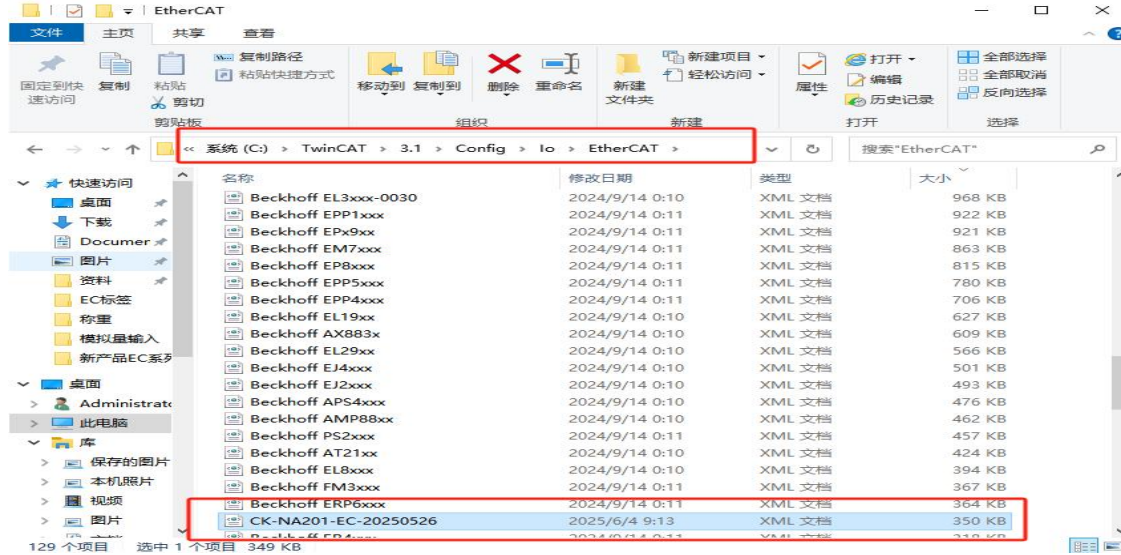 EtherCAT
文件 主页 共享 查看
固定到快速访问
复制
粘贴
复制路径
粘贴快捷方式
剪切
剪贴板
移动到
复制到
删除
重命名
组织
新建文件夹
新建项目
轻松访问
新建
属性
打开
编辑
历史记录
打开
全部选择
全部取消
反向选择
选择
« 系统 (C:) > TwinCAT > 3.1 > Config > Io > EtherCAT >
搜索"EtherCAT"
快速访问
桌面
下载
Documer
图片
资料
EC标签
称重
模拟量输入
新产品EC系列
桌面
Administrato
此电脑
库
保存的图片
本机照片
视频
图片
名称 修改日期 类型 大小
Beckhoff EL3xxx-0030 2024/9/14 0:10 XML 文档 968 KB
Beckhoff EPP1xxx 2024/9/14 0:11 XML 文档 922 KB
Beckhoff EPx9xx 2024/9/14 0:11 XML 文档 921 KB
Beckhoff EM7xxx 2024/9/14 0:11 XML 文档 863 KB
Beckhoff EP8xxx 2024/9/14 0:11 XML 文档 815 KB
Beckhoff EPP5xxx 2024/9/14 0:11 XML 文档 780 KB
Beckhoff EPP4xxx 2024/9/14 0:11 XML 文档 706 KB
Beckhoff EL19xx 2024/9/14 0:10 XML 文档 627 KB
Beckhoff AX883x 2024/9/14 0:10 XML 文档 609 KB
Beckhoff EL29xx 2024/9/14 0:10 XML 文档 566 KB
Beckhoff EJ4xxx 2024/9/14 0:10 XML 文档 501 KB
Beckhoff EJ2xxx 2024/9/14 0:10 XML 文档 493 KB
Beckhoff APS4xxx 2024/9/14 0:10 XML 文档 476 KB
Beckhoff AMP88xx 2024/9/14 0:10 XML 文档 462 KB
Beckhoff PS2xxx 2024/9/14 0:11 XML 文档 457 KB
Beckhoff AT21xx 2024/9/14 0:10 XML 文档 424 KB
Beckhoff EL8xxx 2024/9/14 0:10 XML 文档 394 KB
Beckhoff FM3xxx 2024/9/14 0:11 XML 文档 367 KB
Beckhoff ERP6xxx 2024/9/14 0:11 XML 文档 364 KB
CK-NA201-EC-20250526 2025/6/4 9:13 XML 文档 350 KB
129 个项目 选中 1 个项目 349 KB